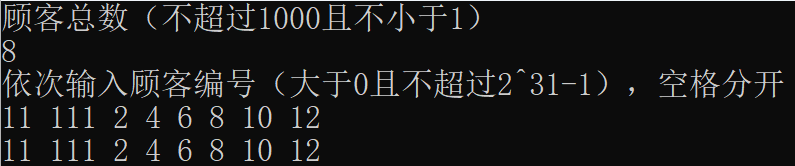 顾客总数（不超过1000且不小于1）
8
依次输入顾客编号（大于0且不超过2^31-1），空格分开
11 111 2 4 6 8 10 12
11 111 2 4 6 8 10 12